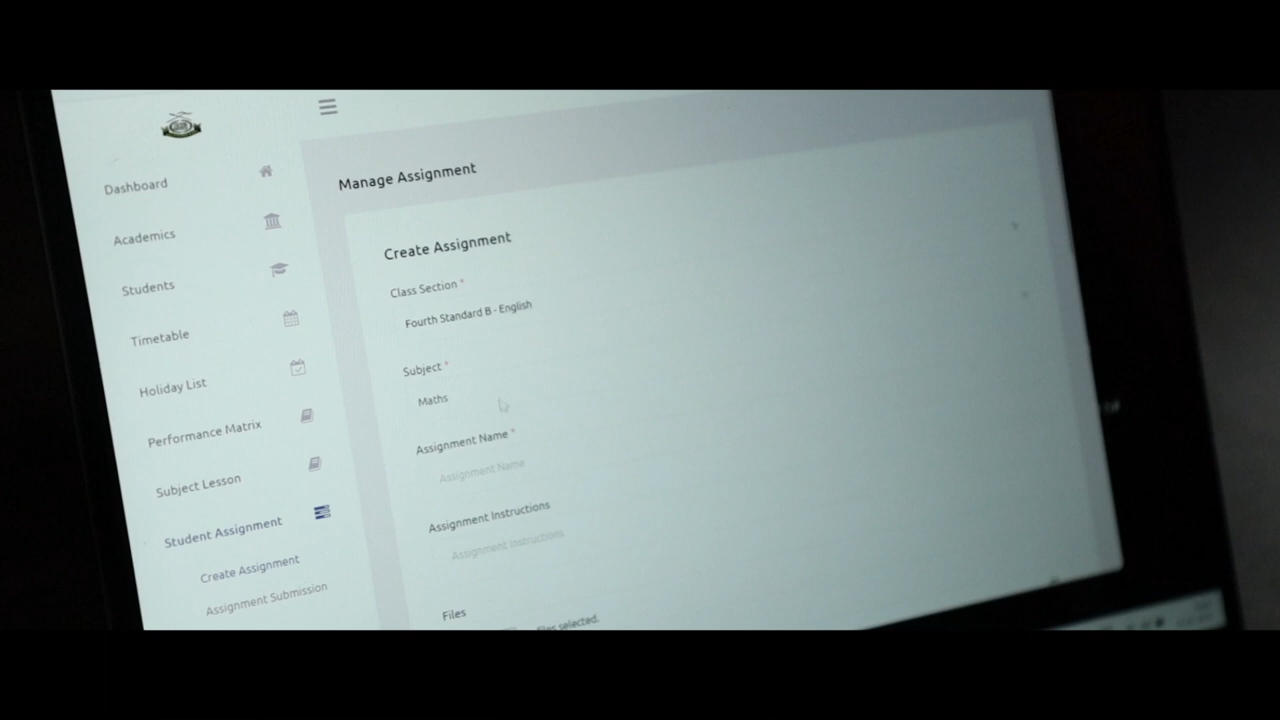 Dashboard
Academics
Students
Timetable
Holiday List
Performance Matrix
Subject Lesson
Student Assignment
Create Assignment
Assignment Submission
Manage Assignment
Create Assignment
Class Section *
Fourth Standard B - English
Subject *
Maths
Assignment Name *
Assignment Name
Assignment Instructions
Assignment Instructions
Files
files selected.